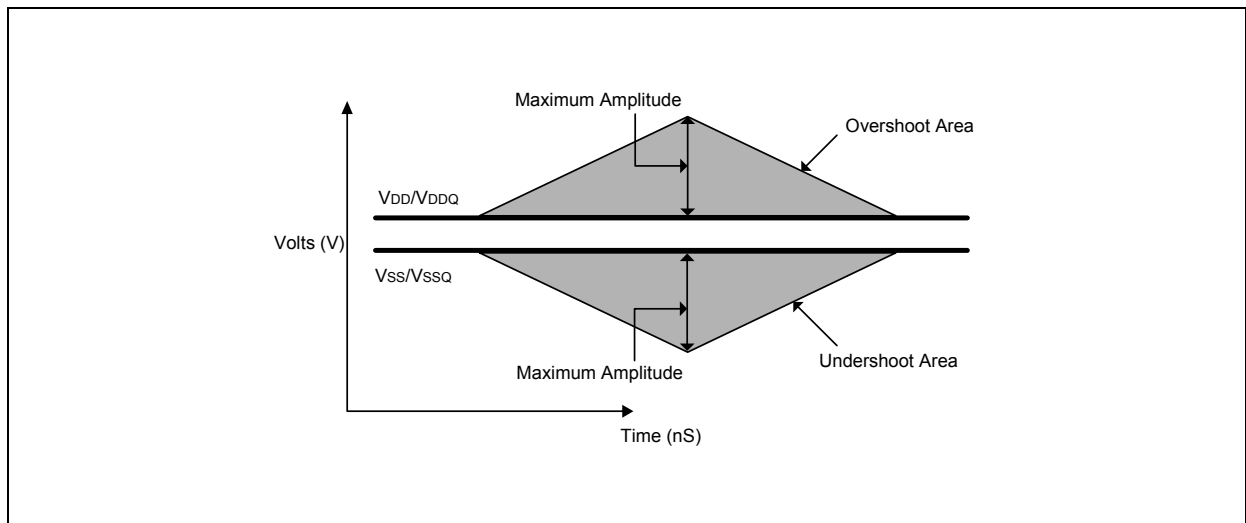 Maximum Amplitude
Overshoot Area
VDD/VDDQ
Volts (V)
VSS/VSSQ
Maximum Amplitude
Undershoot Area
Time (nS)